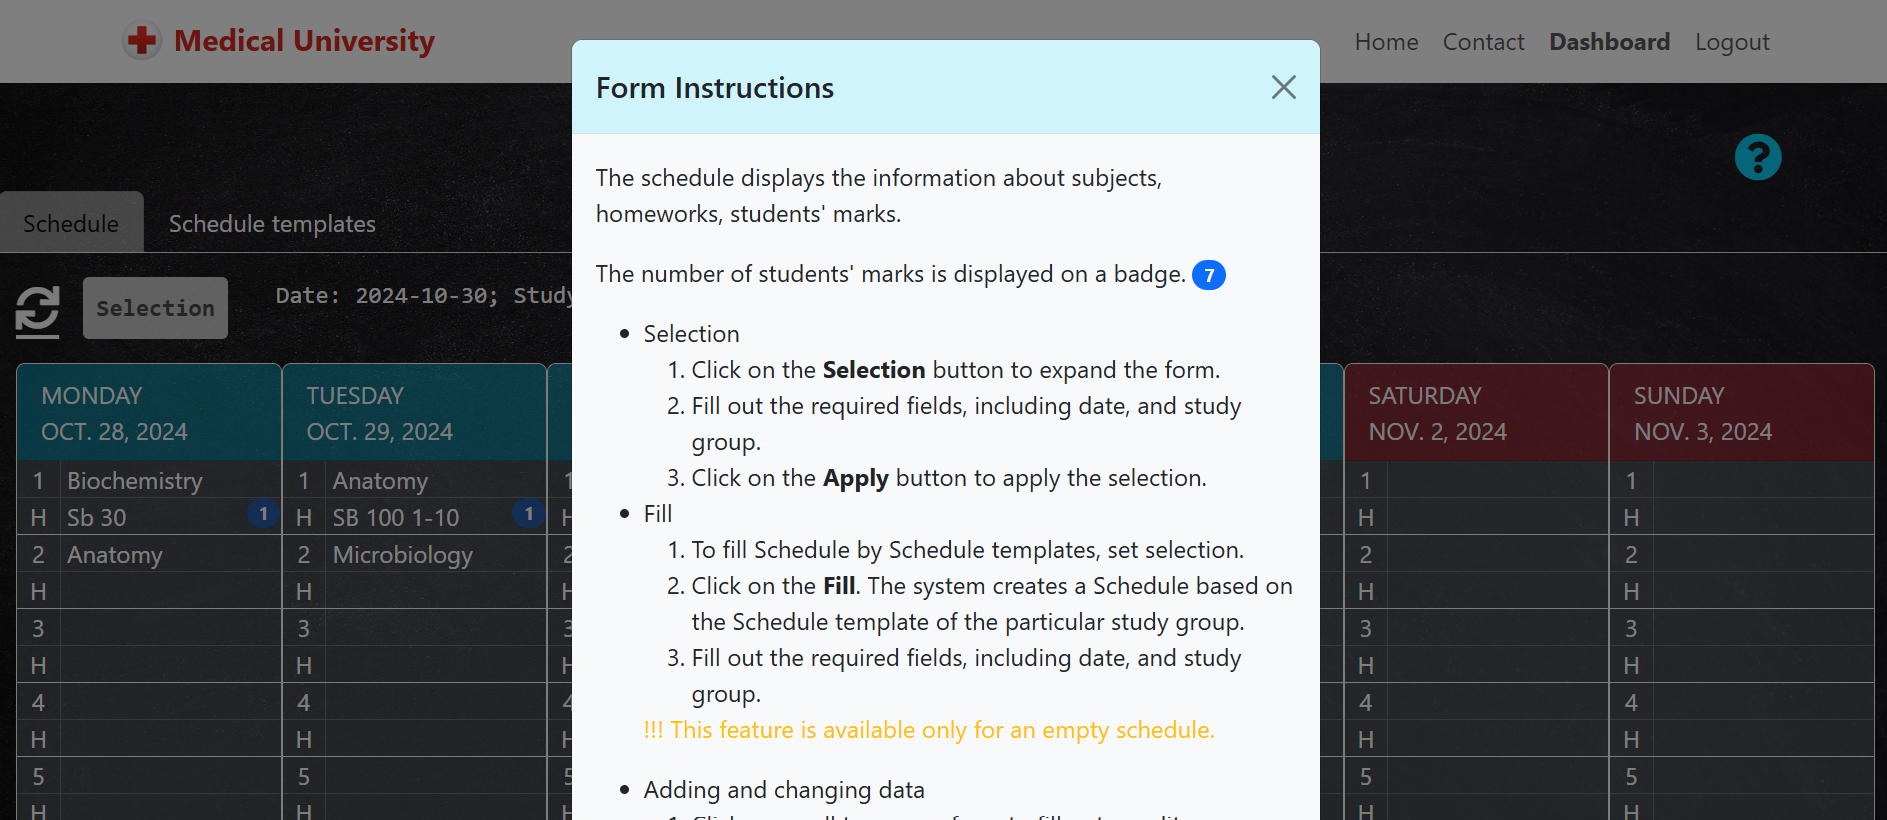 Medical University
Home Contact Dashboard Logout
Form Instructions
?
The schedule displays the information about subjects,
homeworks, students' marks.
The number of students' marks is displayed on a badge. 7
Selection
1. Click on the Selection button to expand the form.
2. Fill out the required fields, including date, and study
group.
3. Click on the Apply button to apply the selection.
Fill
1. To fill Schedule by Schedule templates, set selection.
2. Click on the Fill. The system creates a Schedule based on
the Schedule template of the particular study group.
3. Fill out the required fields, including date, and study
group.
!!! This feature is available only for an empty schedule.
Adding and changing data
Schedule Schedule templates
Selection
Date: 2024-10-30; Study
MONDAY
OCT. 28, 2024
1 Biochemistry
H Sb 30 1
2 Anatomy
H
3
H
4
H
5
H
TUESDAY
OCT. 29, 2024
1 Anatomy
H SB 100 1-10 1
2 Microbiology
H
3
H
4
H
5
H
1
H
2
H
3
H
4
H
5
H
SATURDAY
NOV. 2, 2024
1
H
2
H
3
H
4
H
5
H
SUNDAY
NOV. 3, 2024
1
H
2
H
3
H
4
H
5
H